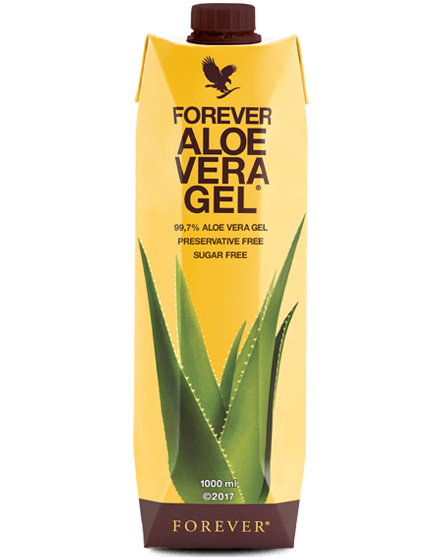 FOREVER
ALOE
VERA
GEL®
99,7% ALOE VERA GEL
PRESERVATIVE FREE
SUGAR FREE
1000 ml
©2017
FOREVER®